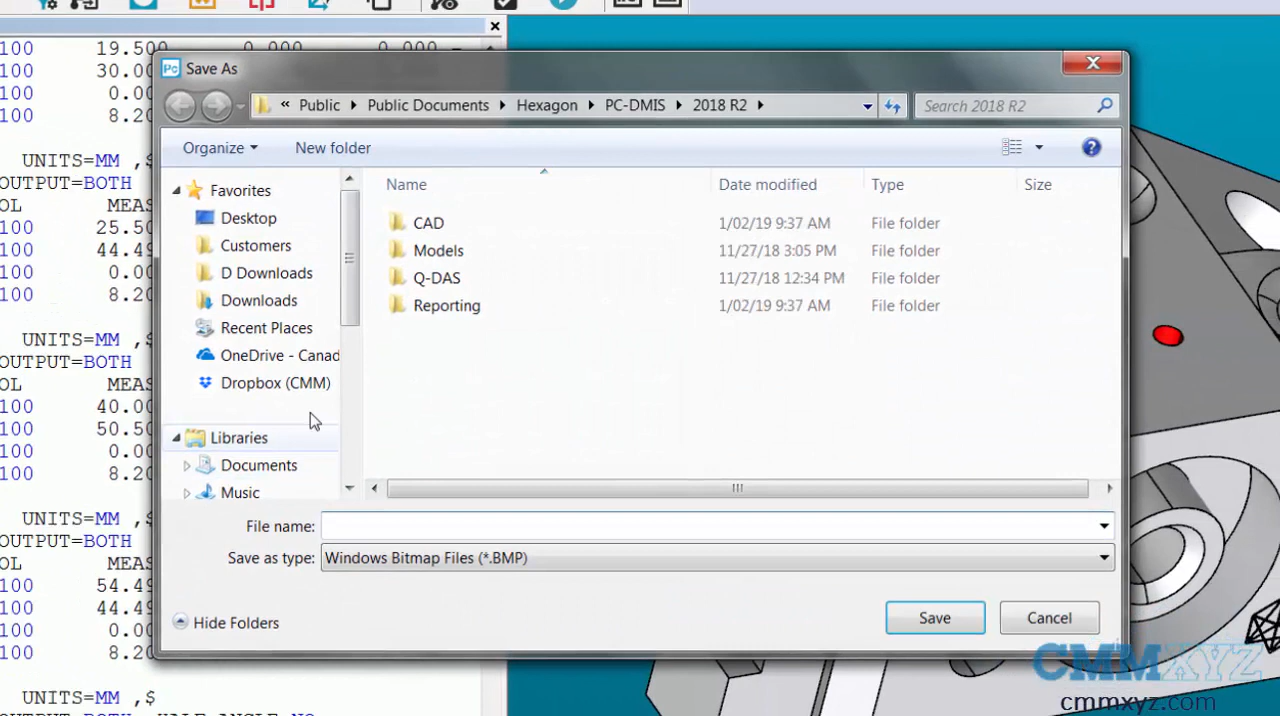 100 19.500 0.000 0.000
100 30.00
100 0.00
100 8.20
UNITS=MM ,$
OUTPUT=BOTH
OL MEAS
100 25.50
100 44.49
100 0.00
100 8.20
UNITS=MM ,$
OUTPUT=BOTH
OL MEAS
100 40.00
100 50.50
100 0.00
100 8.20
UNITS=MM ,$
OUTPUT=BOTH
OL MEAS
100 54.49
100 44.49
100 0.00
100 8.20
UNITS=MM ,$
Pc Save As
« Public Public Documents Hexagon PC-DMIS 2018 R2
Search 2018 R2
Organize New folder
Favorites
Desktop
Customers
D Downloads
Downloads
Recent Places
OneDrive - Canad
Dropbox (CMM)
Libraries
Documents
Music
Name Date modified Type Size
CAD 1/02/19 9:37 AM File folder
Models 11/27/18 3:05 PM File folder
Q-DAS 11/27/18 12:34 PM File folder
Reporting 1/02/19 9:37 AM File folder
File name:
Save as type: Windows Bitmap Files (*.BMP)
Hide Folders
Save Cancel
CMMXYZ
cmmxyz.com